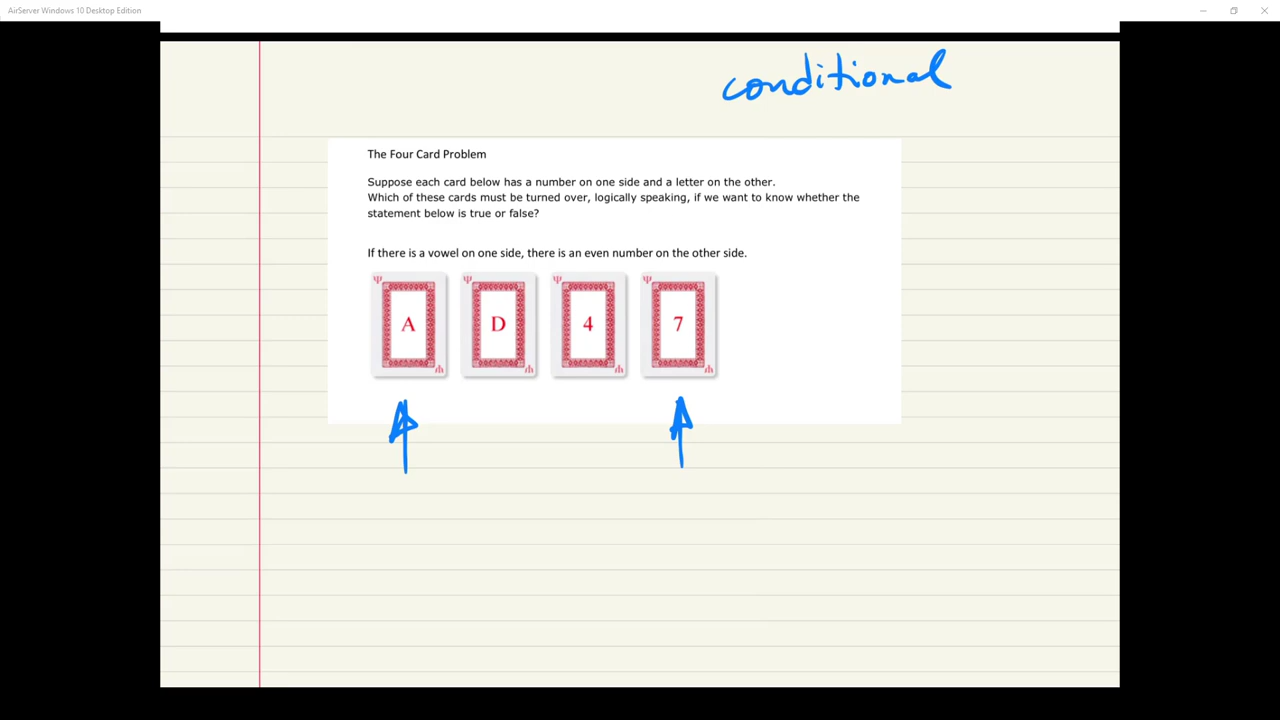 AirServer Windows 10 Desktop Edition
conditional
The Four Card Problem
Suppose each card below has a number on one side and a letter on the other.
Which of these cards must be turned over, logically speaking, if we want to know whether the
statement below is true or false?
If there is a vowel on one side, there is an even number on the other side.
Ψ Ψ Ψ Ψ
A D 4 7
Ψ Ψ Ψ Ψ